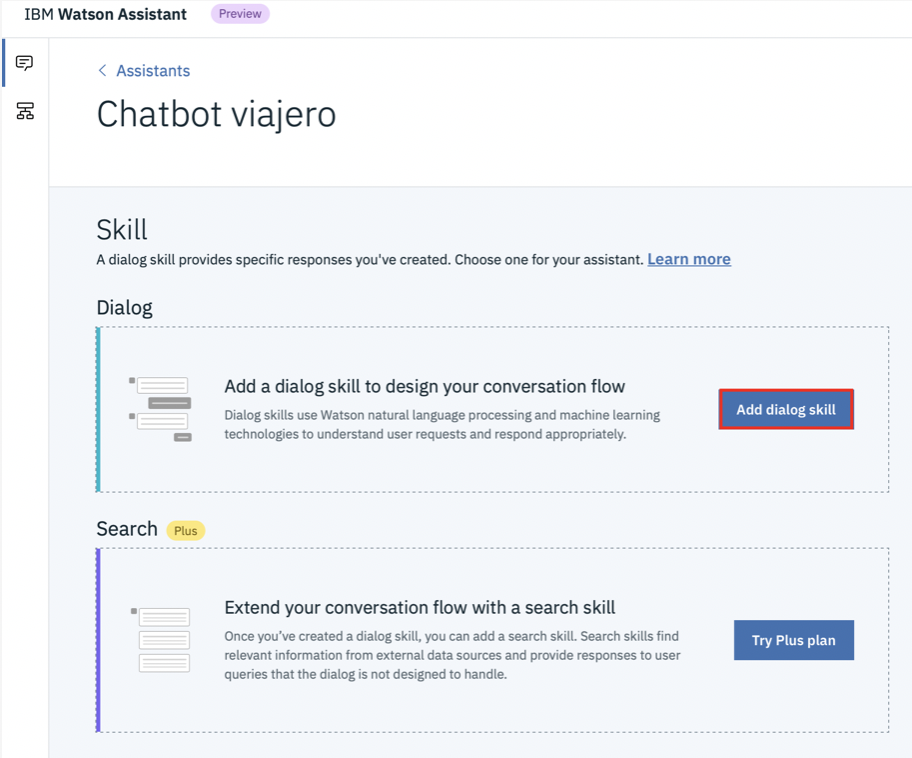 IBM Watson Assistant Preview
Assistants
Chatbot viajero
Skill
A dialog skill provides specific responses you've created. Choose one for your assistant. Learn more
Dialog
Add a dialog skill to design your conversation flow
Dialog skills use Watson natural language processing and machine learning
technologies to understand user requests and respond appropriately.
Add dialog skill
Search Plus
Extend your conversation flow with a search skill
Once you’ve created a dialog skill, you can add a search skill. Search skills find
relevant information from external data sources and provide responses to user
queries that the dialog is not designed to handle.
Try Plus plan